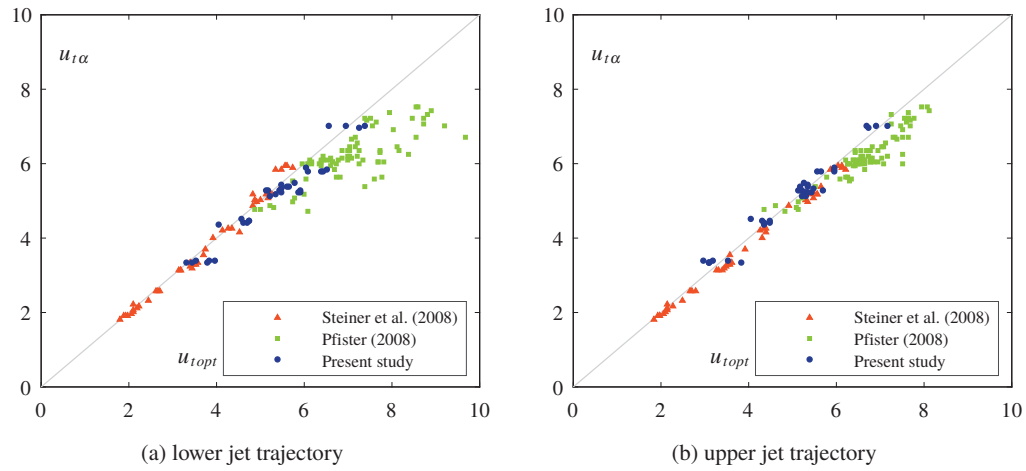 10
8
6
4
2
0
u_tα
u_topt
Steiner et al. (2008)
Pfister (2008)
Present study
0 2 4 6 8 10
(a) lower jet trajectory
10
8
6
4
2
0
u_tα
u_topt
Steiner et al. (2008)
Pfister (2008)
Present study
0 2 4 6 8 10
(b) upper jet trajectory